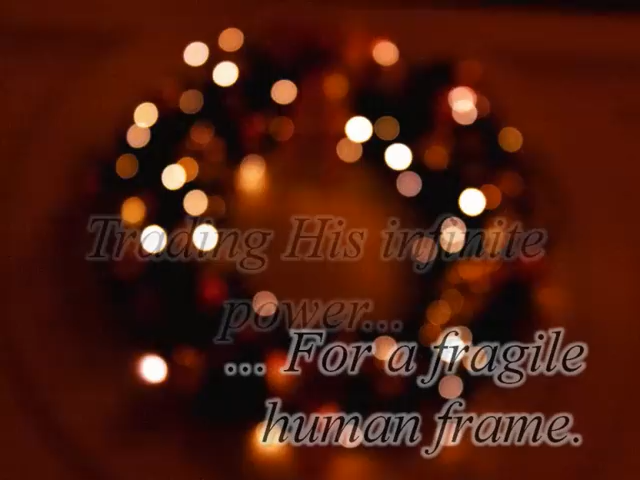 Trading His infinite
power...
... For a fragile
human frame.